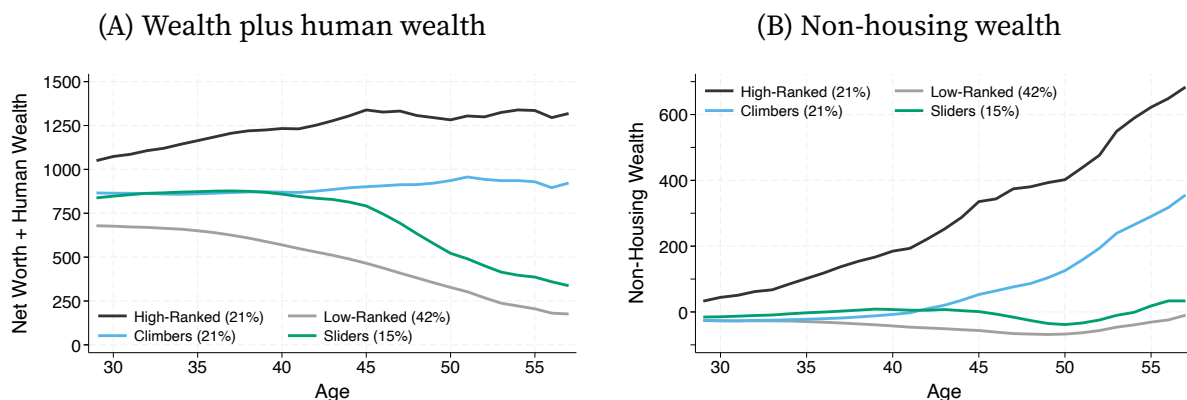 (A) Wealth plus human wealth
Net Worth + Human Wealth
1500
1250
1000
750
500
250
0
High-Ranked (21%)
Low-Ranked (42%)
Climbers (21%)
Sliders (15%)
30 35 40 45 50 55
Age
(B) Non-housing wealth
Non-Housing Wealth
High-Ranked (21%)
Low-Ranked (42%)
Climbers (21%)
Sliders (15%)
600
400
200
0
30 35 40 45 50 55
Age